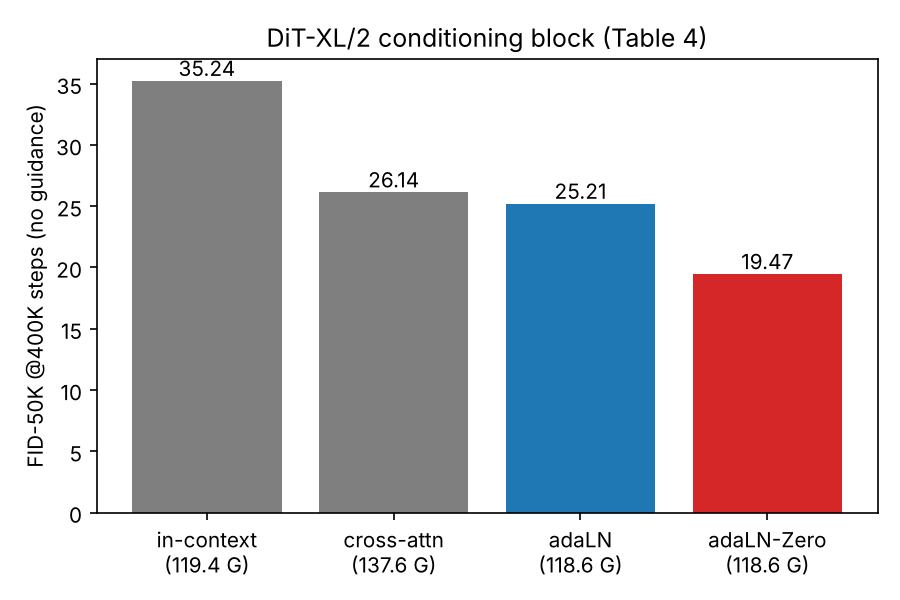 DiT-XL/2 conditioning block (Table 4)
FID-50K @400K steps (no guidance)
35
30
25
20
15
10
5
0
35.24
26.14
25.21
19.47
in-context
(119.4 G)
cross-attn
(137.6 G)
adaLN
(118.6 G)
adaLN-Zero
(118.6 G)